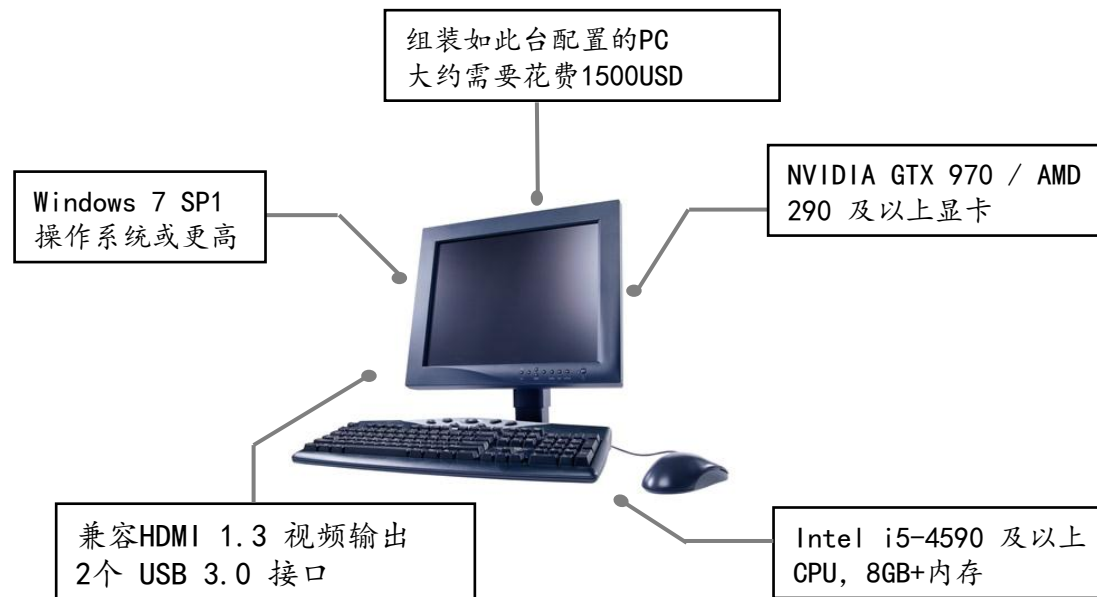 组装如此台配置的PC
大约需要花费1500USD
Windows 7 SP1
操作系统或更高
NVIDIA GTX 970 / AMD
290 及以上显卡
兼容HDMI 1.3 视频输出
2个 USB 3.0 接口
Intel i5-4590 及以上
CPU, 8GB+内存